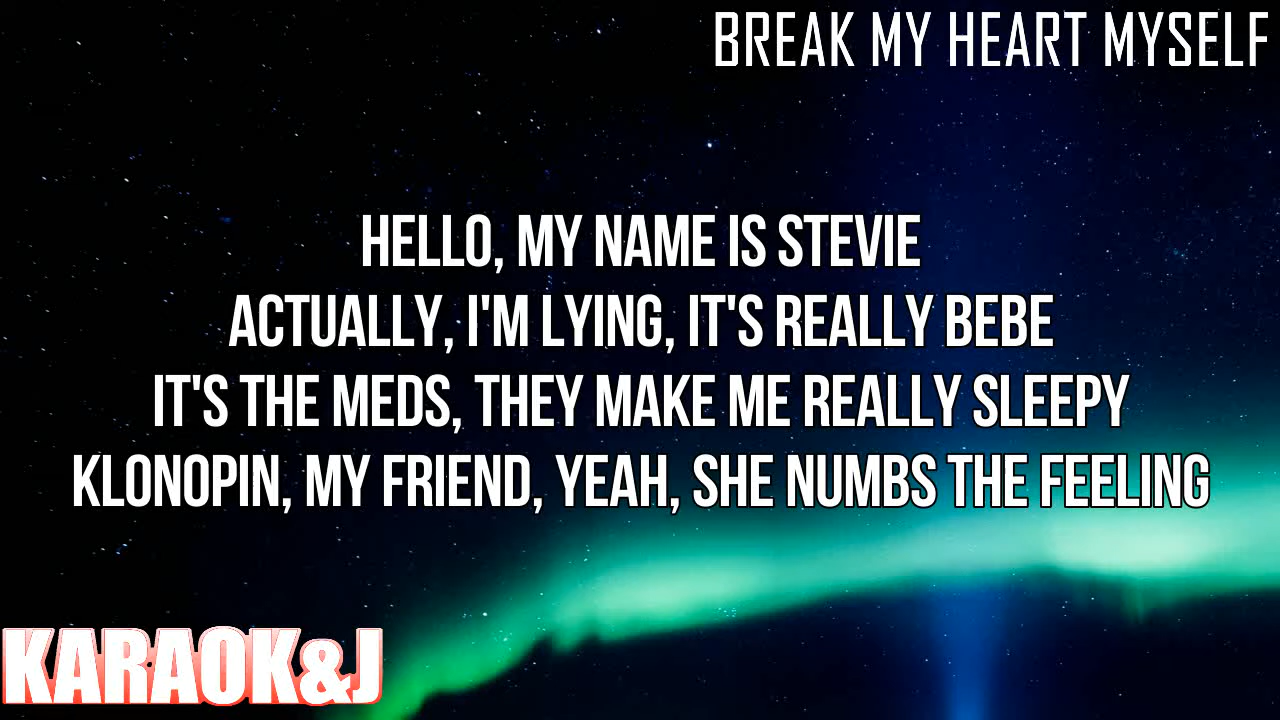 BREAK MY HEART MYSELF
HELLO, MY NAME IS STEVIE
ACTUALLY, I'M LYING, IT'S REALLY BEBE
IT'S THE MEDS, THEY MAKE ME REALLY SLEEPY
KLONOPIN, MY FRIEND, YEAH, SHE NUMBS THE FEELING
KARAOK&J